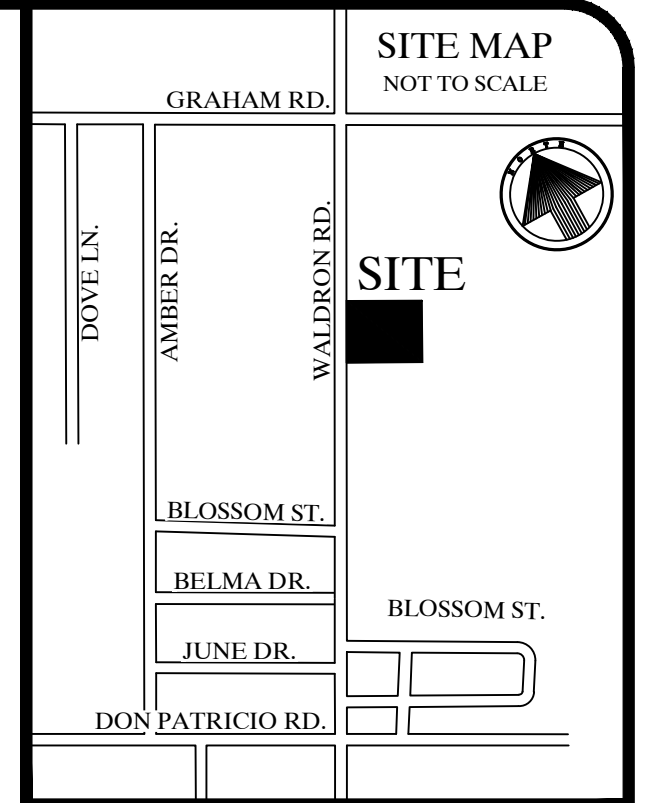 SITE MAP
NOT TO SCALE
GRAHAM RD.
NORTH
DOVE LN.
AMBER DR.
WALDRON RD.
SITE
BLOSSOM ST.
BELMA DR.
BLOSSOM ST.
JUNE DR.
DON PATRICIO RD.